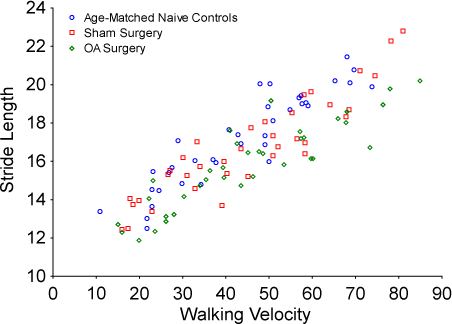 24
Age-Matched Naive Controls
Sham Surgery
OA Surgery
22
20
18
16
14
12
10
Stride Length
0 10 20 30 40 50 60 70 80 90
Walking Velocity